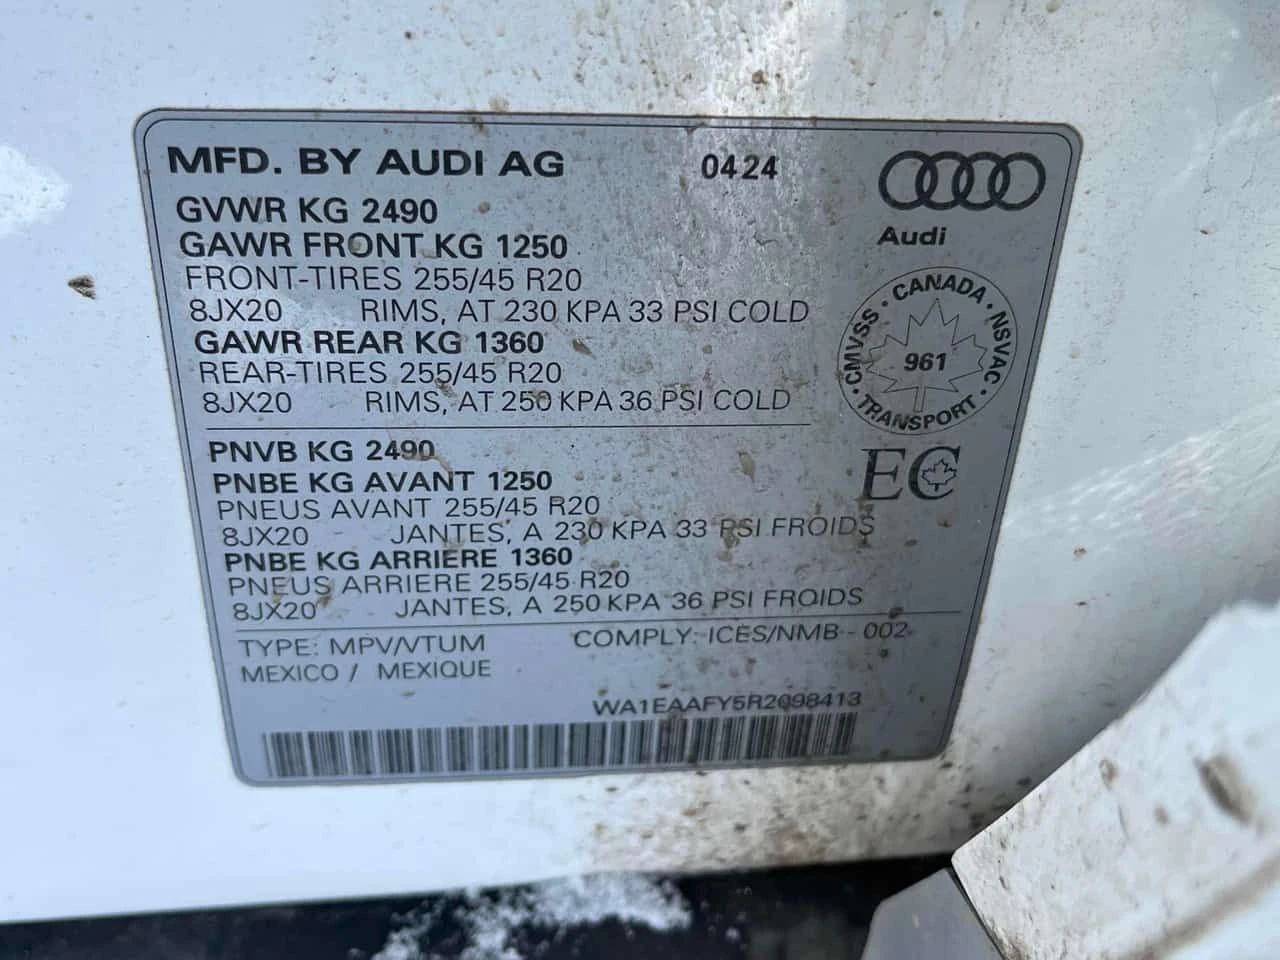 MFD. BY AUDI AG 0424
GVWR KG 2490
GAWR FRONT KG 1250
FRONT-TIRES 255/45 R20
8JX20 RIMS, AT 230 KPA 33 PSI COLD
GAWR REAR KG 1360
REAR-TIRES 255/45 R20
8JX20 RIMS, AT 250 KPA 36 PSI COLD
Audi
CANADA · NSVAC · TRANSPORT · CMVSS ·
961
PNVB KG 2490
PNBE KG AVANT 1250
PNEUS AVANT 255/45 R20
8JX20 JANTES, A 230 KPA 33 PSI FROIDS
PNBE KG ARRIERE 1360
PNEUS ARRIERE 255/45 R20
8JX20 JANTES, A 250 KPA 36 PSI FROIDS
EC
TYPE: MPV/VTUM COMPLY: ICES/NMB - 002
MEXICO / MEXIQUE
WA1EAAFY5R2098413